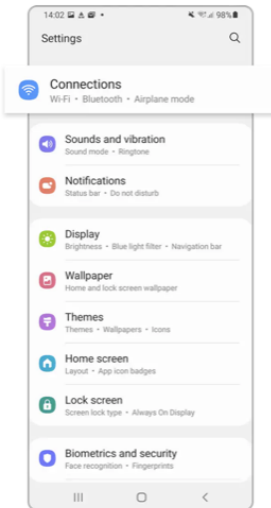 14:02
98%
Settings
Connections
Wi-Fi • Bluetooth • Airplane mode
Sounds and vibration
Sound mode • Ringtone
Notifications
Status bar • Do not disturb
Display
Brightness • Blue light filter • Navigation bar
Wallpaper
Home and lock screen wallpaper
Themes
Themes • Wallpapers • Icons
Home screen
Layout • App icon badges
Lock screen
Screen lock type • Always On Display
Biometrics and security
Face recognition • Fingerprints